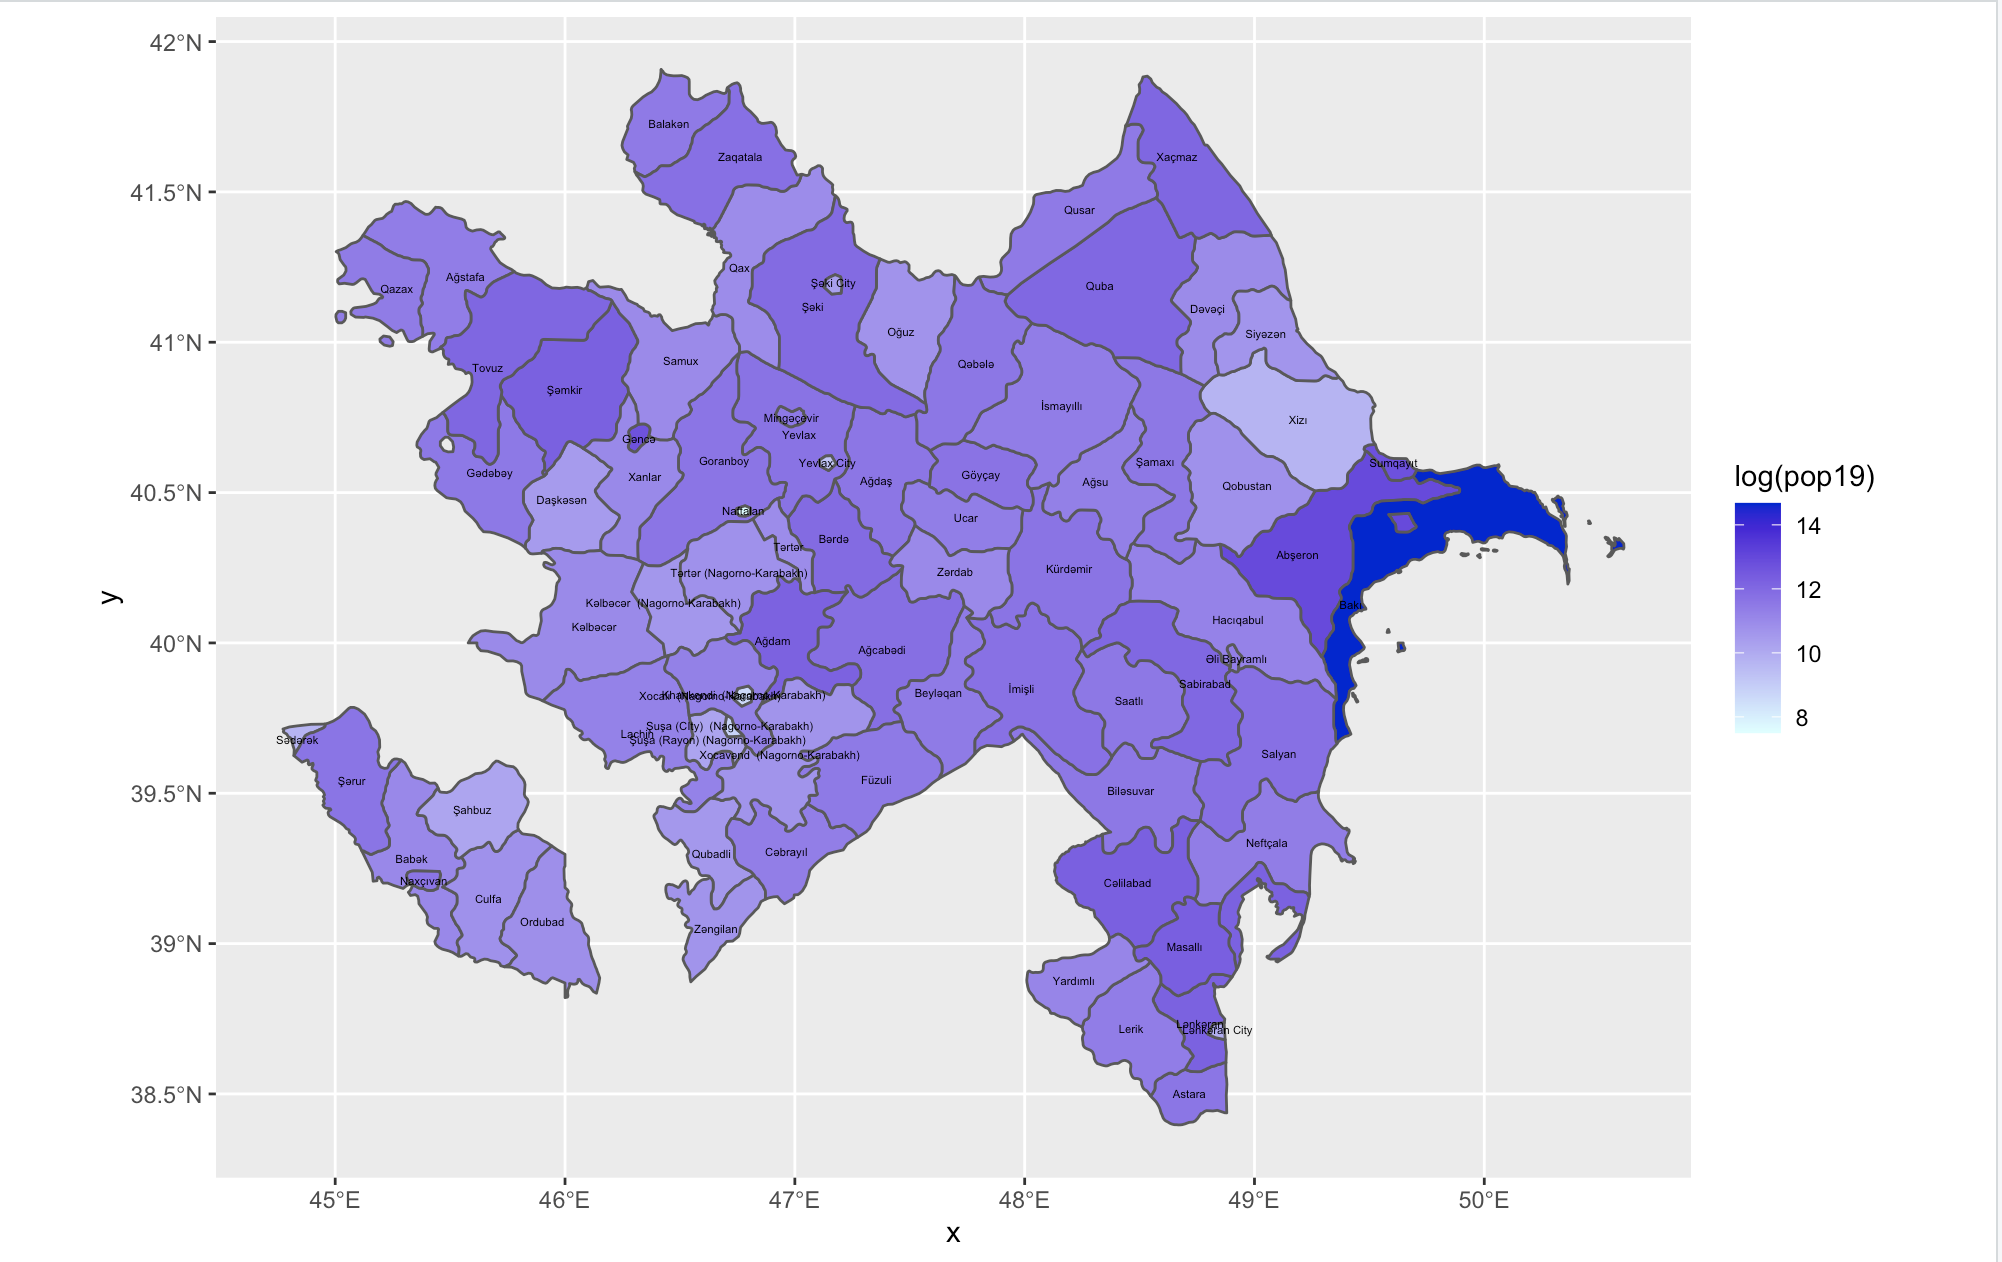 42°N
41.5°N
41°N
40.5°N
40°N
39.5°N
39°N
38.5°N
y
Balakən
Zaqatala
Xaçmaz
Qusar
Qax
Ağstafa
Qazax
Şəki City
Şəki
Quba
Dəvəçi
Oğuz
Siyəzən
Samux
Qəbələ
Tovuz
Şəmkir
İsmayıllı
Mingəçevir
Yevlax
Xızı
Gəncə
Goranboy
Yevlax City
Şamaxı
Sumqayıt
Gədəbəy
Xanlar
Ağdaş
Göyçay
Ağsu
Qobustan
Daşkəsən
Naftalan
Ucar
Tərtər
Bərdə
Abşeron
Tərtər (Nagorno-Karabakh)
Zərdab
Kürdəmir
Kəlbəcər (Nagorno-Karabakh)
Bakı
Kəlbəcər
Hacıqabul
Ağdam
Ağcabədi
Əli Bayramlı
Sabirabad
İmişli
Beyləqan
Saatlı
Şuşa (City) (Nagorno-Karabakh)
Lachin
Şuşa (Rayon) (Nagorno-Karabakh)
Xocavənd (Nagorno-Karabakh)
Sədərək
Salyan
Şərur
Füzuli
Biləsuvar
Şahbuz
Neftçala
Babək
Qubadli
Cəbrayıl
Naxçıvan
Cəlilabad
Culfa
Ordubad
Zəngilan
Masallı
Yardımlı
Lerik
Lənkəran
Lənkəran City
Astara
45°E
46°E
47°E
48°E
49°E
50°E
x
log(pop19)
14
12
10
8